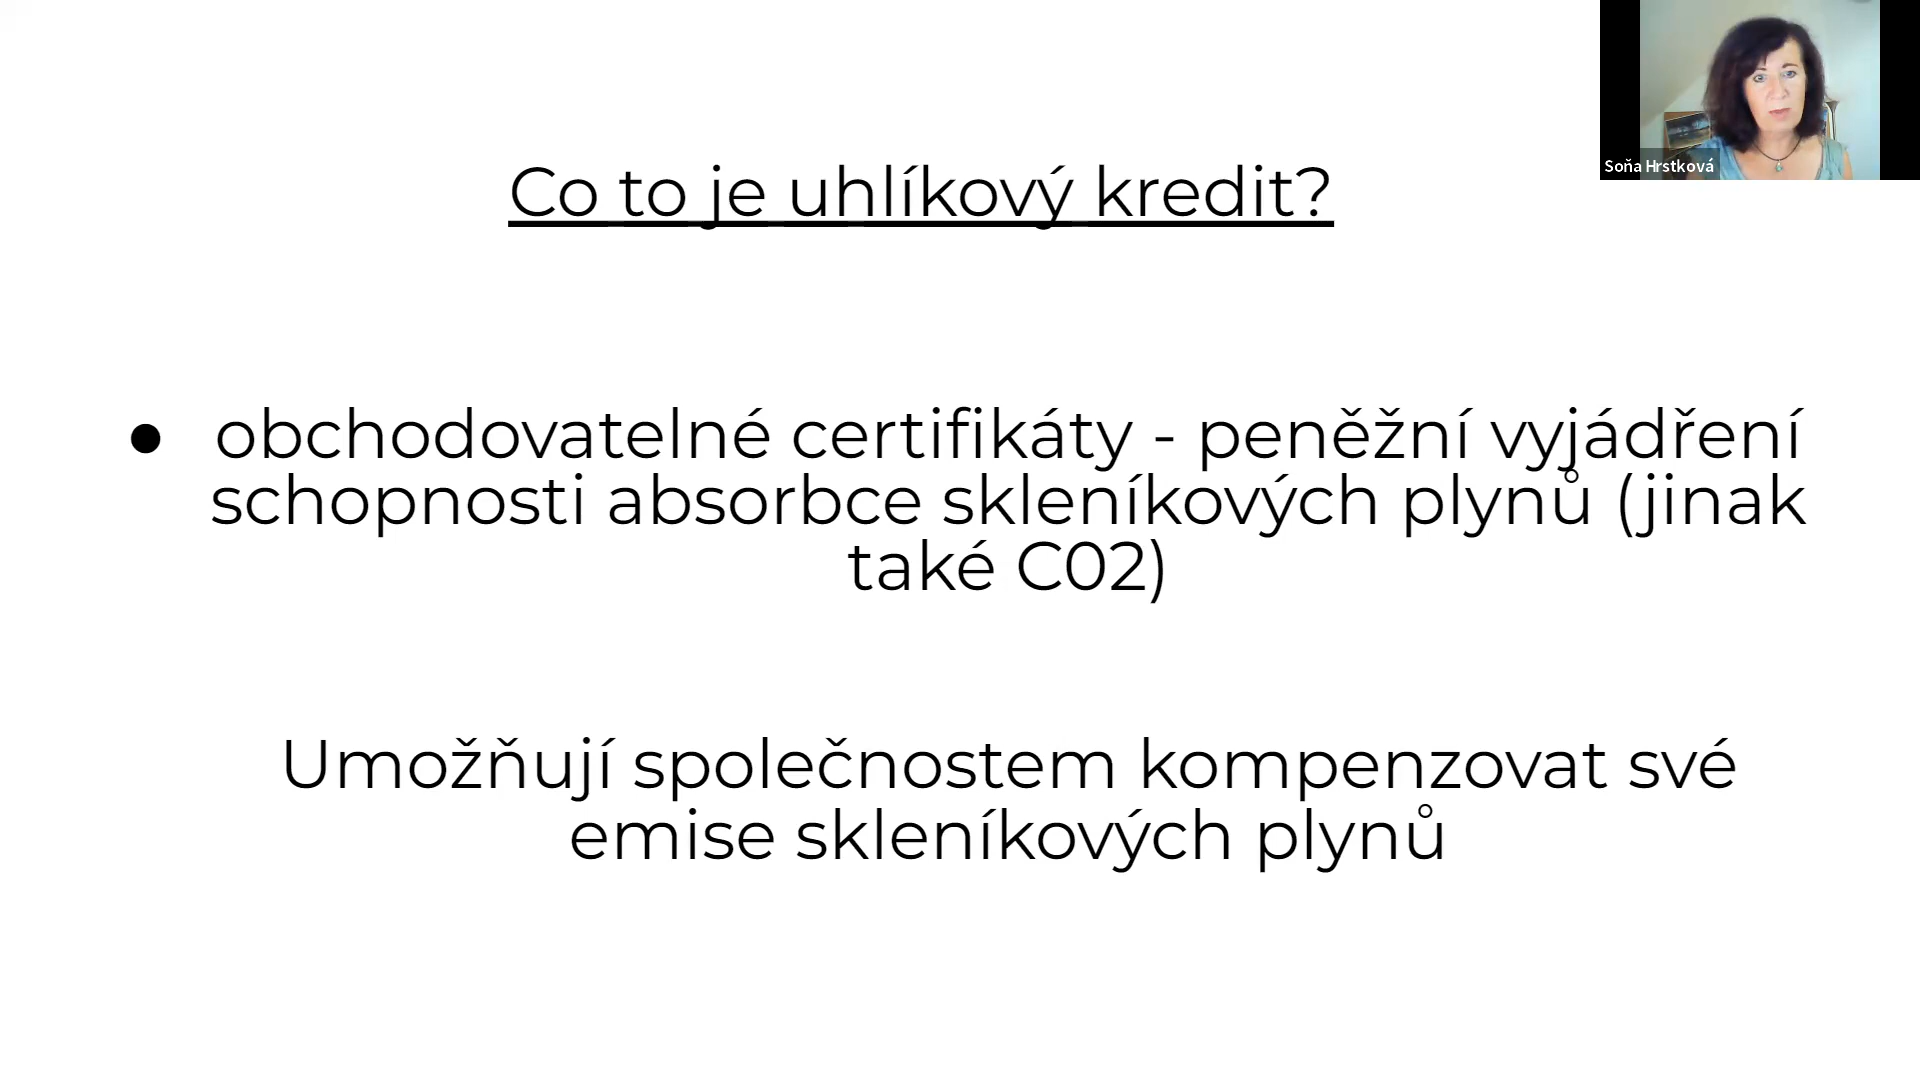 Co to je uhlíkový kredit?
● obchodovatelné certifikáty - peněžní vyjádření
schopnosti absorbce skleníkových plynů (jinak
také C02)
Umožňují společnostem kompenzovat své
emise skleníkových plynů
Soňa Hrstková